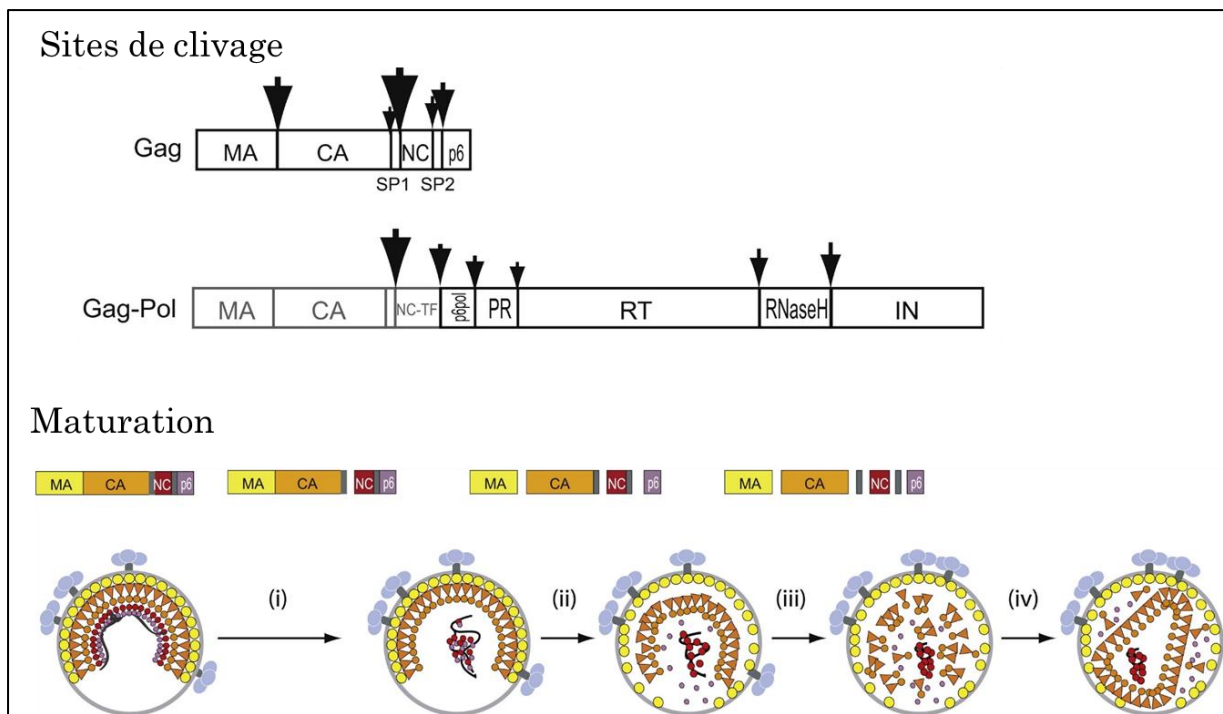 Sites de clivage
Gag MA CA NC p6
SP1 SP2
Gag-Pol MA CA NC-TF p6pol PR RT RNaseH IN
Maturation
MA CA NC p6 MA CA NC p6 MA CA NC p6 MA CA NC p6
(i) (ii) (iii) (iv)